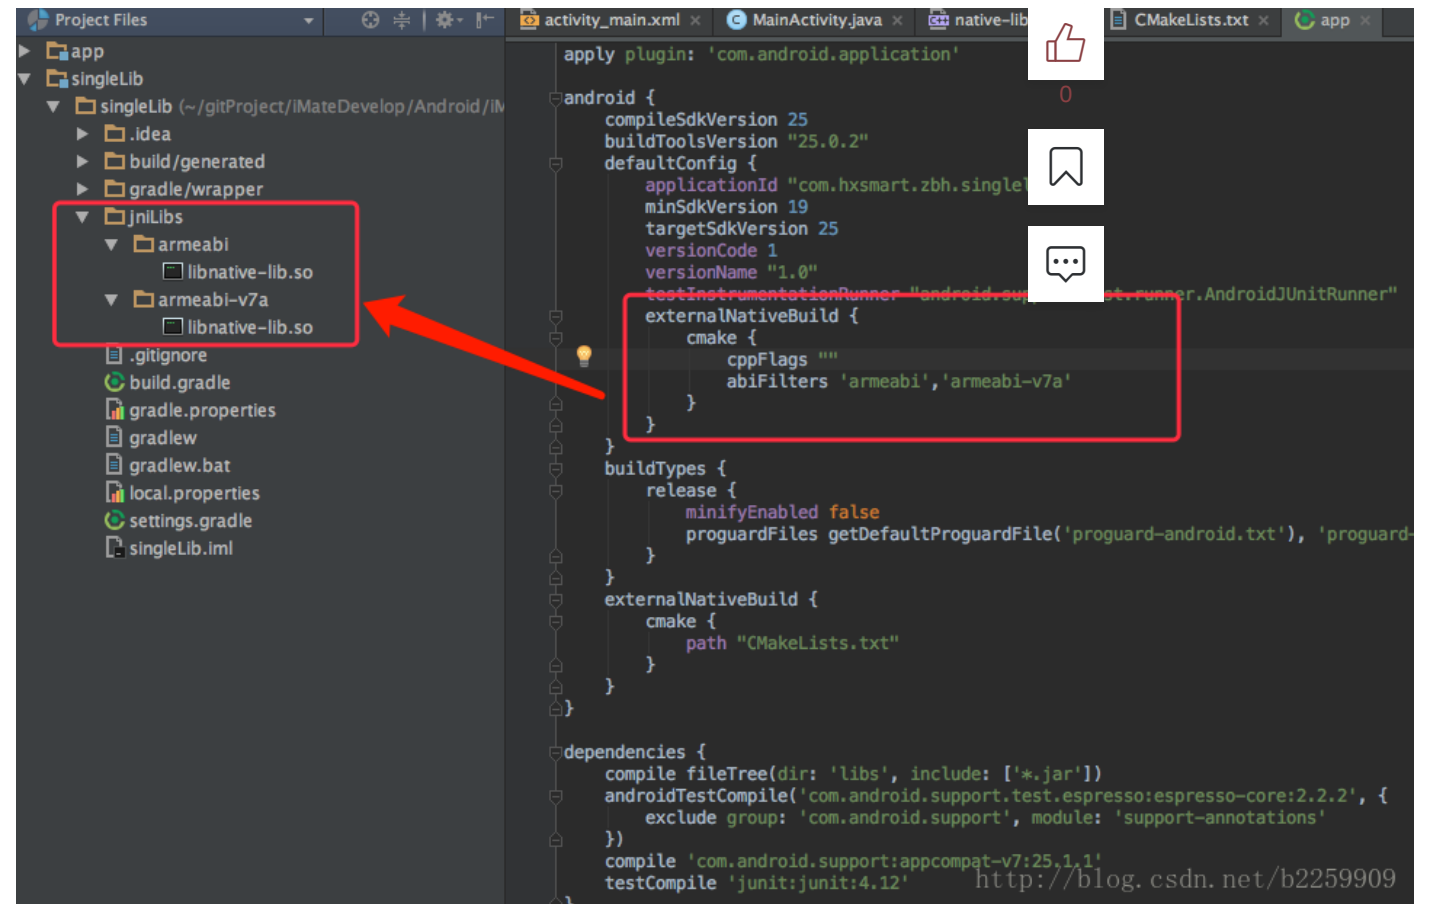 Project Files
activity_main.xml
MainActivity.java
native-lib
CMakeLists.txt
app
app
singleLib
singleLib (~/gitProject/iMateDevelop/Android/iM
.idea
build/generated
gradle/wrapper
jniLibs
armeabi
libnative-lib.so
armeabi-v7a
libnative-lib.so
.gitignore
build.gradle
gradle.properties
gradlew
gradlew.bat
local.properties
settings.gradle
singleLib.iml
apply plugin: 'com.android.application'
android {
compileSdkVersion 25
buildToolsVersion "25.0.2"
defaultConfig {
applicationId "com.hxsmart.zbh.singlel
minSdkVersion 19
targetSdkVersion 25
versionCode 1
versionName "1.0"
testInstrumentationRunner "android.sup st.runner.AndroidJUnitRunner"
externalNativeBuild {
cmake {
cppFlags ""
abiFilters 'armeabi','armeabi-v7a'
}
}
}
buildTypes {
release {
minifyEnabled false
proguardFiles getDefaultProguardFile('proguard-android.txt'), 'proguard-
}
}
externalNativeBuild {
cmake {
path "CMakeLists.txt"
}
}
}
dependencies {
compile fileTree(dir: 'libs', include: ['*.jar'])
androidTestCompile('com.android.support.test.espresso:espresso-core:2.2.2', {
exclude group: 'com.android.support', module: 'support-annotations'
})
compile 'com.android.support:appcompat-v7:25.1.1'
testCompile 'junit:junit:4.12'
}
0
http://blog.csdn.net/b2259909